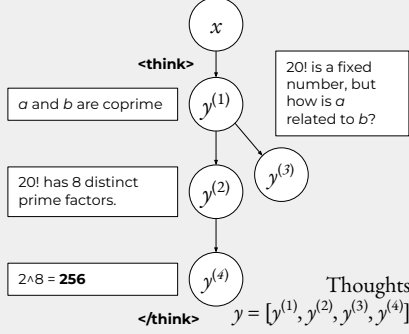 x
<think>
20! is a fixed
number, but
how is a
related to b?
a and b are coprime
y^(1)
20! has 8 distinct
prime factors.
y^(2)
y^(3)
2^8 = 256
y^(4)
Thoughts
</think>
y = [y^(1), y^(2), y^(3), y^(4)]